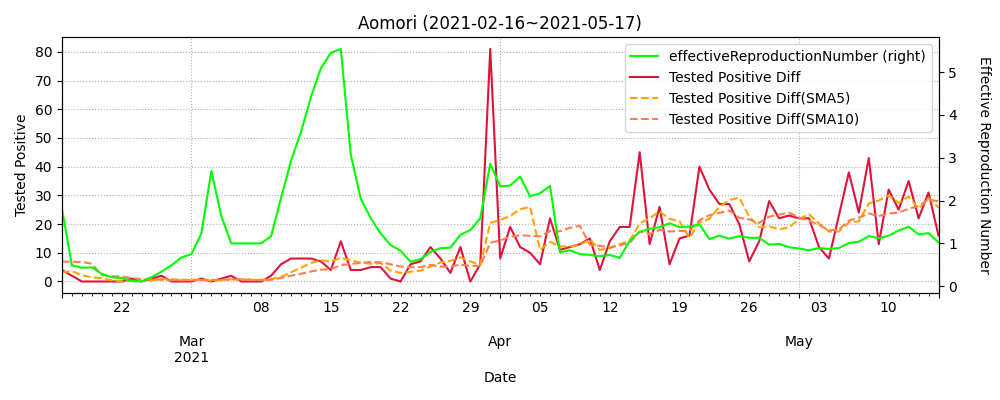 Aomori (2021-02-16~2021-05-17)
effectiveReproductionNumber (right)
Tested Positive Diff
Tested Positive Diff(SMA5)
Tested Positive Diff(SMA10)
Tested Positive
80
70
60
50
40
30
20
10
0
Effective Reproduction Number
5
4
3
2
1
0
22 08 15 22 29 05 12 19 26 03 10
Mar Apr May
2021
Date